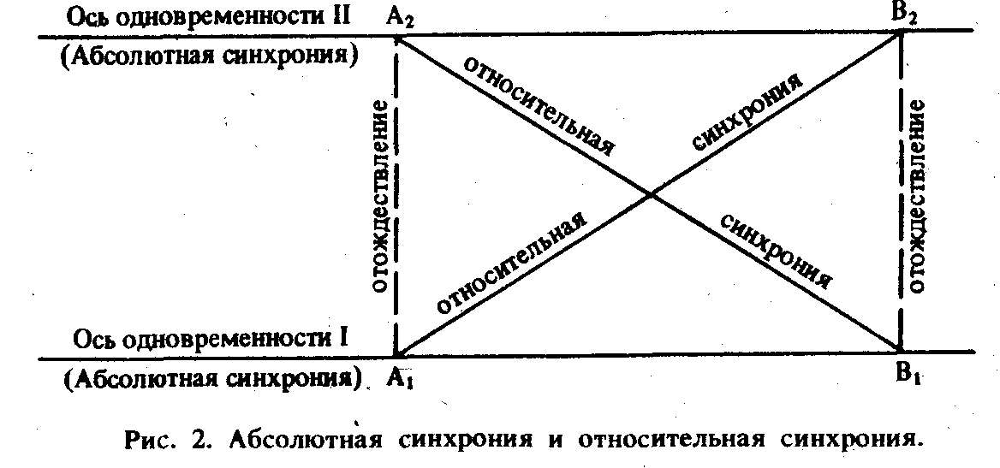 Ось одновременности II A₂ B₂
(Абсолютная синхрония)
относительная синхрония
относительная синхрония
отождествление
отождествление
Ось одновременности I
(Абсолютная синхрония). A₁ B₁
Рис. 2. Абсолютная синхрония и относительная синхрония.